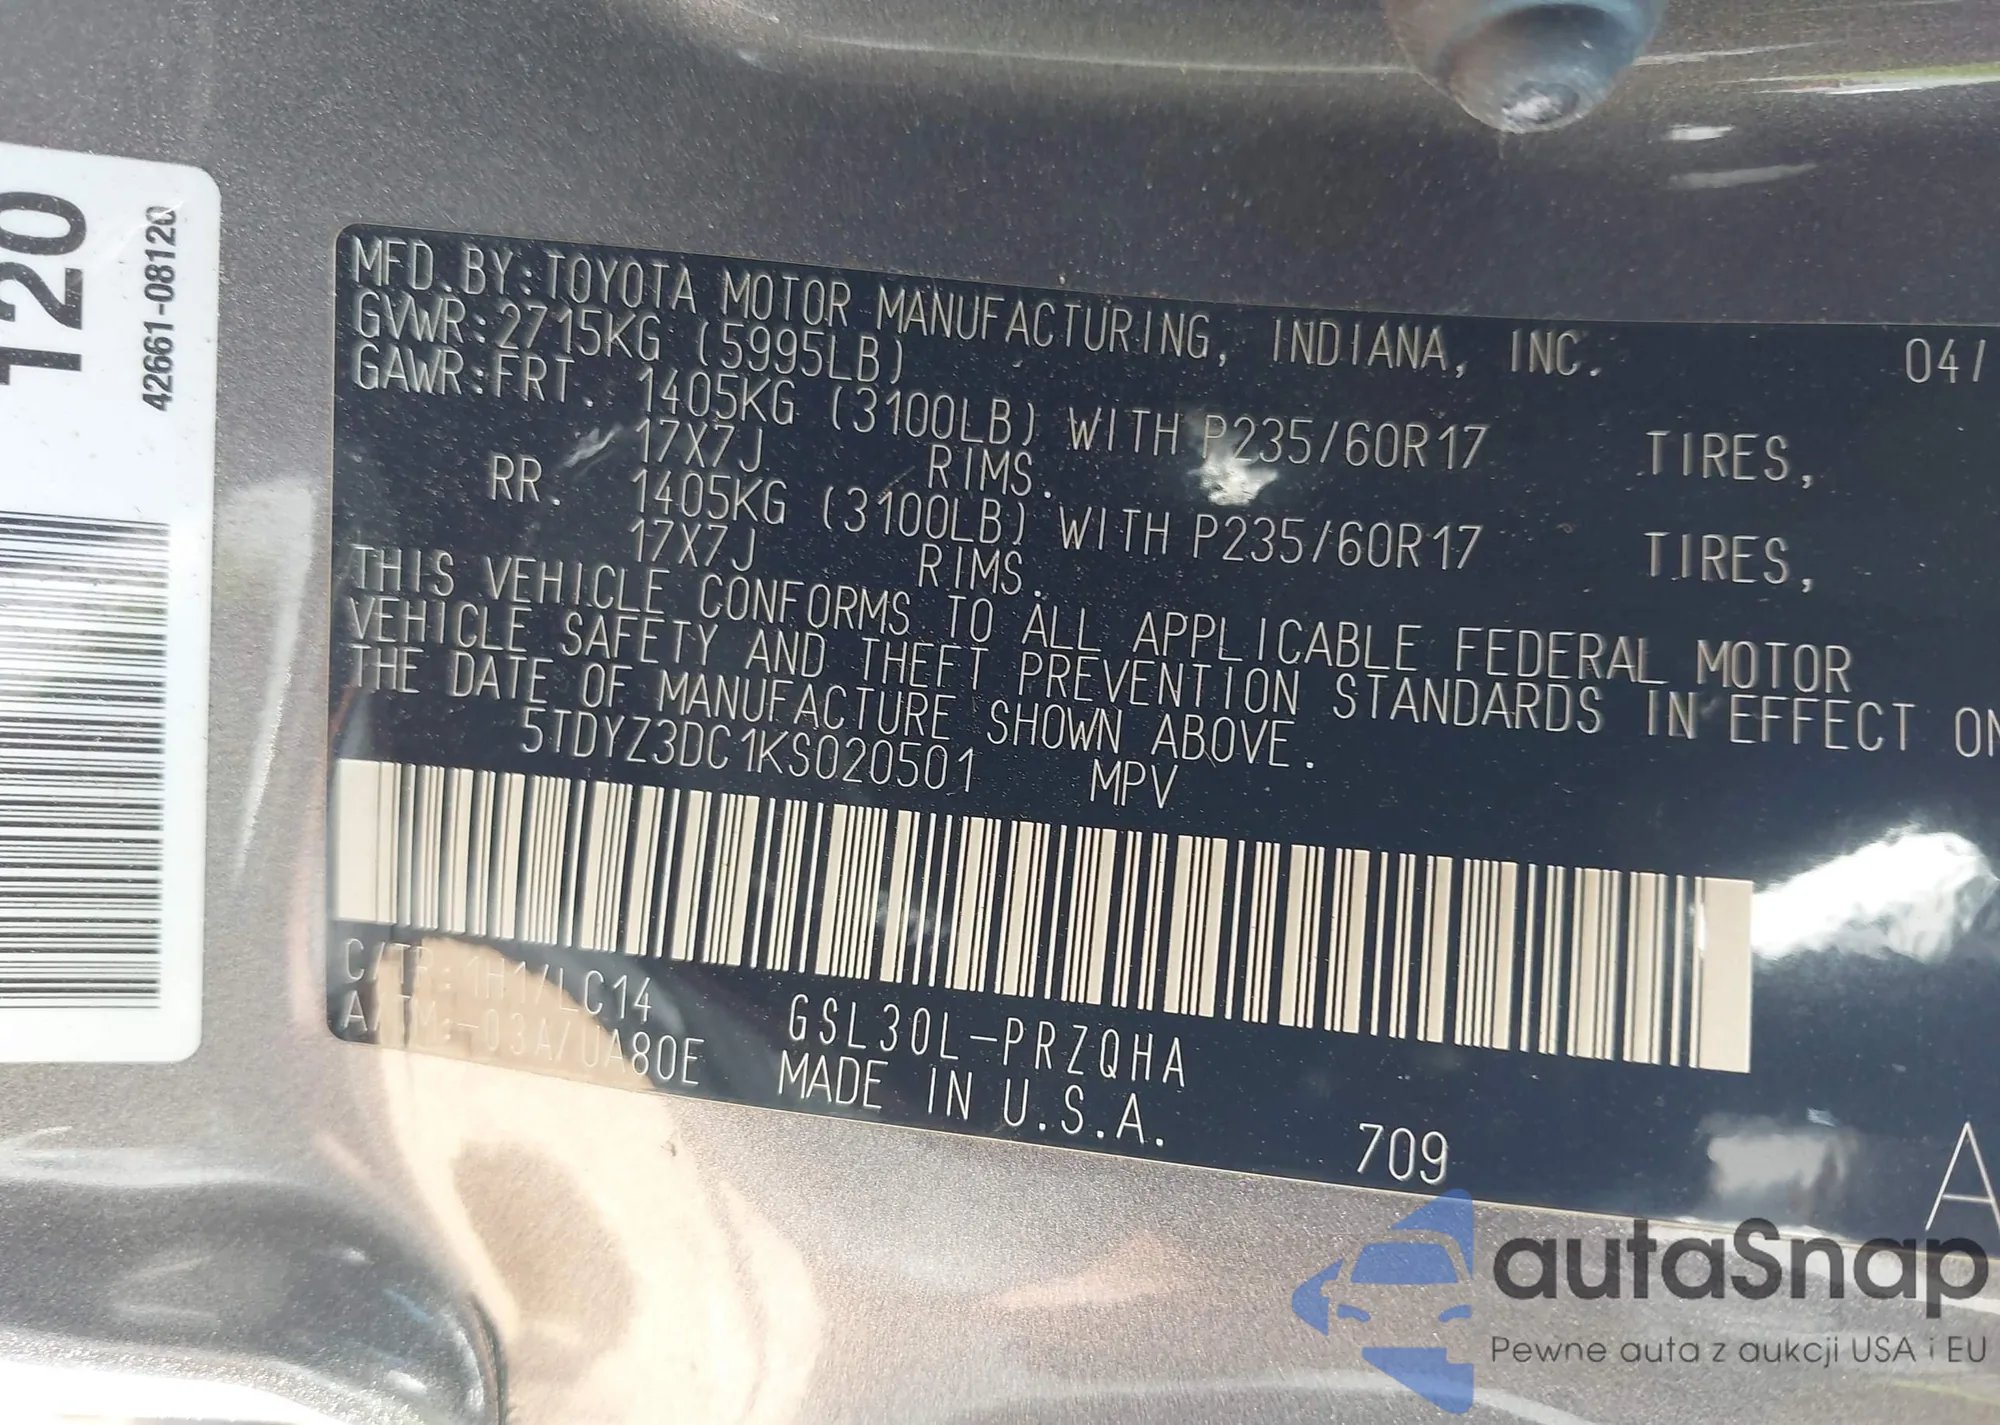 120
42661-08120
MFD.BY:TOYOTA MOTOR MANUFACTURING, INDIANA, INC. 04/
GVWR:2715KG (5995LB)
GAWR:FRT. 1405KG (3100LB) WITH P235/60R17 TIRES,
17X7J RIMS.
RR. 1405KG (3100LB) WITH P235/60R17 TIRES,
17X7J RIMS.
THIS VEHICLE CONFORMS TO ALL APPLICABLE FEDERAL MOTOR
VEHICLE SAFETY AND THEFT PREVENTION STANDARDS IN EFFECT ON
THE DATE OF MANUFACTURE SHOWN ABOVE.
5TDYZ3DC1KS020501 MPV
C/TR:1H1/LC14 GSL30L-PRZQHA
A/TM:-03A/UA80E MADE IN U.S.A.
709
A
autaSnap
Pewne auta z aukcji USA i EU